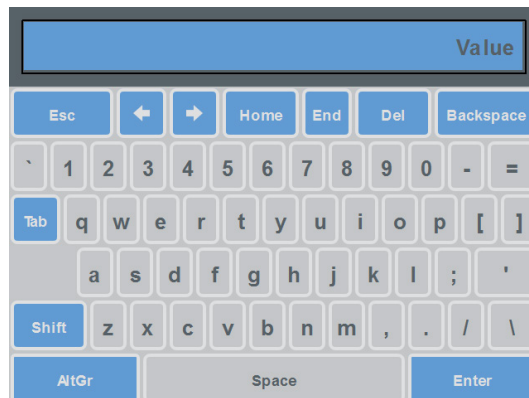 Value
Esc Home End Del Backspace
` 1 2 3 4 5 6 7 8 9 0 - =
Tab q w e r t y u i o p [ ]
a s d f g h j k l ; '
Shift z x c v b n m , . / \
AltGr Space Enter